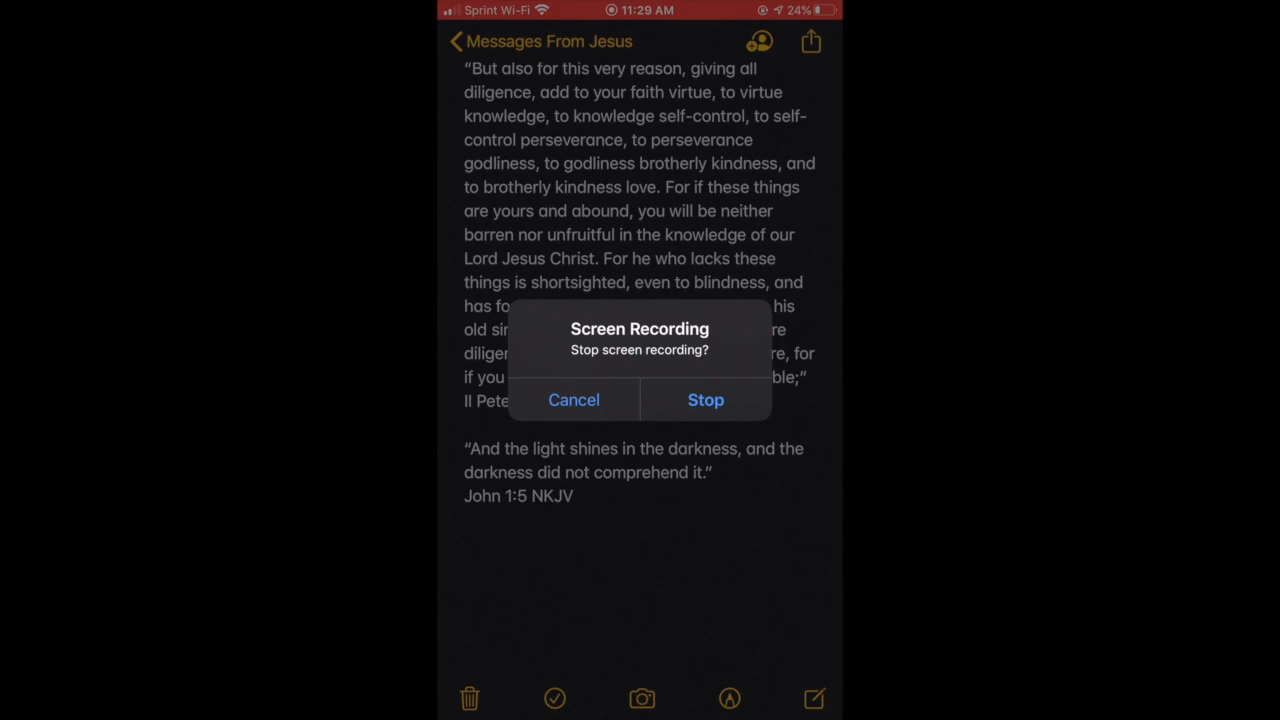 Sprint Wi-Fi 11:29 AM 24%
Messages From Jesus
“But also for this very reason, giving all
diligence, add to your faith virtue, to virtue
knowledge, to knowledge self-control, to self-
control perseverance, to perseverance
godliness, to godliness brotherly kindness, and
to brotherly kindness love. For if these things
are yours and abound, you will be neither
barren nor unfruitful in the knowledge of our
Lord Jesus Christ. For he who lacks these
things is shortsighted, even to blindness, and
has his
old
if you
Screen Recording
Stop screen recording?
Cancel Stop
re, for
ble;”
II
“And the light shines in the darkness, and the
darkness did not comprehend it.”
John 1:5 NKJV